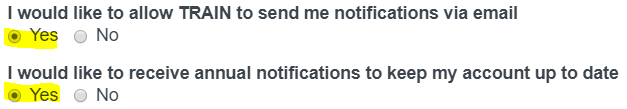 I would like to allow TRAIN to send me notifications via email
Yes No
I would like to receive annual notifications to keep my account up to date
Yes No